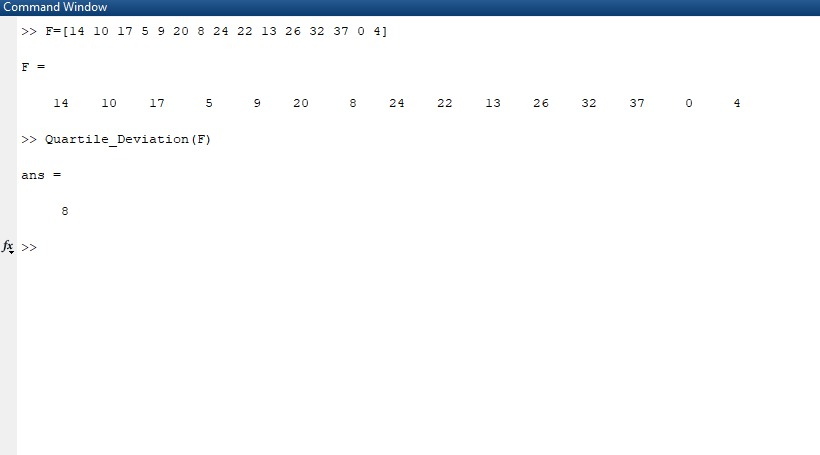 Command Window
>> F=[14 10 17 5 9 20 8 24 22 13 26 32 37 0 4]
F =
14 10 17 5 9 20 8 24 22 13 26 32 37 0 4
>> Quartile_Deviation(F)
ans =
8
fx >>